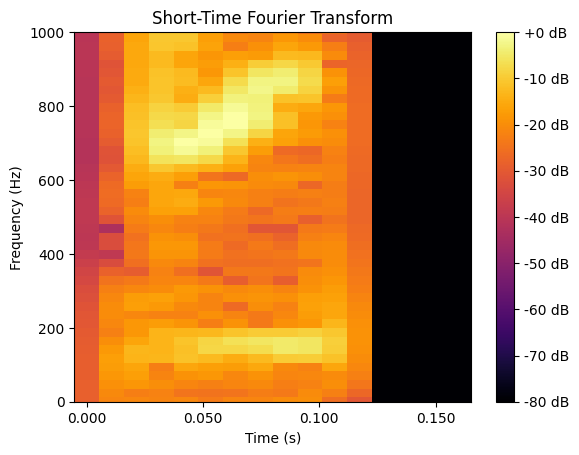 Short-Time Fourier Transform
1000
800
600
400
200
0
Frequency (Hz)
0.000
0.050
0.100
0.150
Time (s)
+0 dB
-10 dB
-20 dB
-30 dB
-40 dB
-50 dB
-60 dB
-70 dB
-80 dB